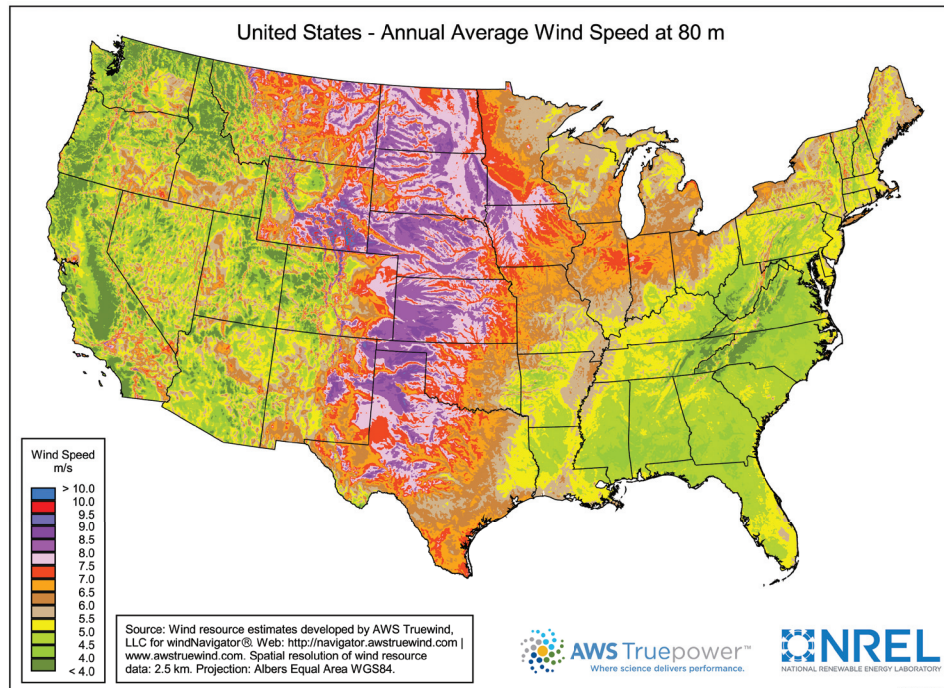 United States - Annual Average Wind Speed at 80 m
Wind Speed
m/s
> 10.0
10.0
9.5
9.0
8.5
8.0
7.5
7.0
6.5
6.0
5.5
5.0
4.5
4.0
< 4.0
Source: Wind resource estimates developed by AWS Truewind,
LLC for windNavigator®. Web: http://navigator.awstruewind.com |
www.awstruewind.com. Spatial resolution of wind resource
data: 2.5 km. Projection: Albers Equal Area WGS84.
AWS Truepower™
Where science delivers performance.
NREL
NATIONAL RENEWABLE ENERGY LABORATORY